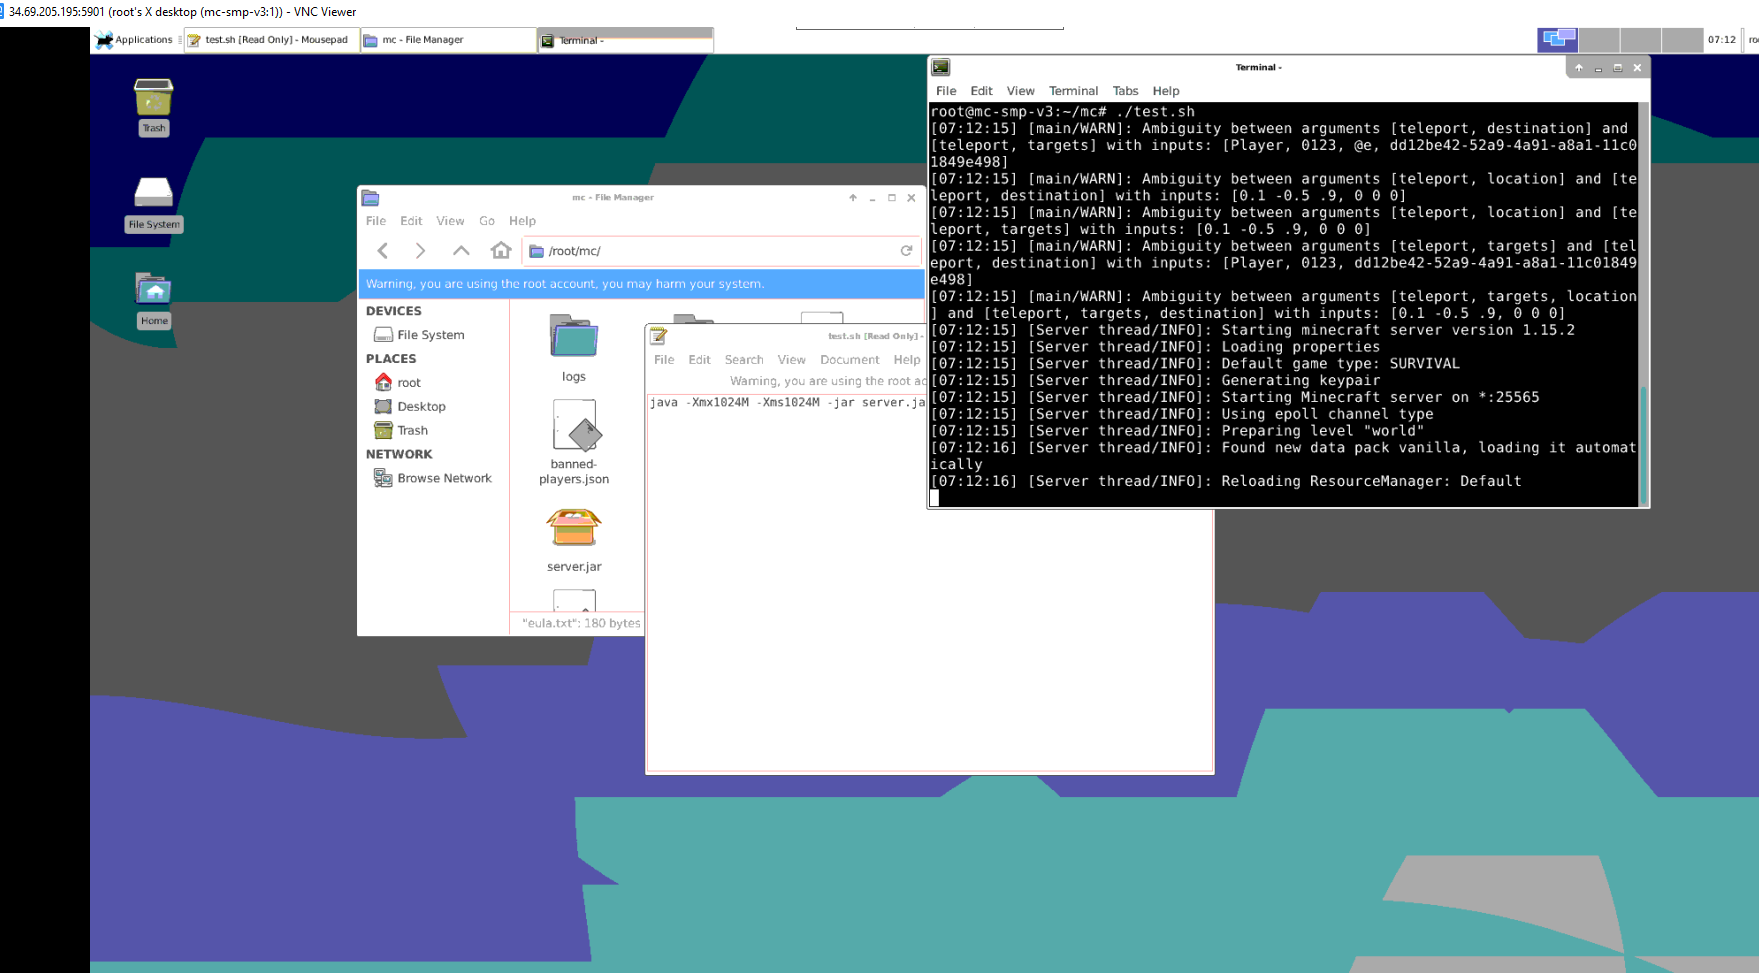 34.69.205.195:5901 (root's X desktop (mc-smp-v3:1)) - VNC Viewer
Applications
test.sh [Read Only] - Mousepad
mc - File Manager
Terminal -
07:12
Trash
File System
Home
mc - File Manager
File Edit View Go Help
/root/mc/
Warning, you are using the root account, you may harm your system.
DEVICES
File System
PLACES
root
Desktop
Trash
NETWORK
Browse Network
logs
banned-
players.json
server.jar
"eula.txt": 180 bytes
test.sh [Read Only] -
File Edit Search View Document Help
Warning, you are using the root
java -Xmx1024M -Xms1024M -jar server.ja
Terminal -
File Edit View Terminal Tabs Help
root@mc-smp-v3:~/mc# ./test.sh
[07:12:15] [main/WARN]: Ambiguity between arguments [teleport, destination] and
[teleport, targets] with inputs: [Player, 0123, @e, dd12be42-52a9-4a91-a8a1-11c0
1849e498]
[07:12:15] [main/WARN]: Ambiguity between arguments [teleport, location] and [te
leport, destination] with inputs: [0.1 -0.5 .9, 0 0 0]
[07:12:15] [main/WARN]: Ambiguity between arguments [teleport, location] and [te
leport, targets] with inputs: [0.1 -0.5 .9, 0 0 0]
[07:12:15] [main/WARN]: Ambiguity between arguments [teleport, targets] and [tel
eport, destination] with inputs: [Player, 0123, dd12be42-52a9-4a91-a8a1-11c01849
e498]
[07:12:15] [main/WARN]: Ambiguity between arguments [teleport, targets, location
] and [teleport, targets, destination] with inputs: [0.1 -0.5 .9, 0 0 0]
[07:12:15] [Server thread/INFO]: Starting minecraft server version 1.15.2
[07:12:15] [Server thread/INFO]: Loading properties
[07:12:15] [Server thread/INFO]: Default game type: SURVIVAL
[07:12:15] [Server thread/INFO]: Generating keypair
[07:12:15] [Server thread/INFO]: Starting Minecraft server on *:25565
[07:12:15] [Server thread/INFO]: Using epoll channel type
[07:12:15] [Server thread/INFO]: Preparing level "world"
[07:12:16] [Server thread/INFO]: Found new data pack vanilla, loading it automat
ically
[07:12:16] [Server thread/INFO]: Reloading ResourceManager: Default